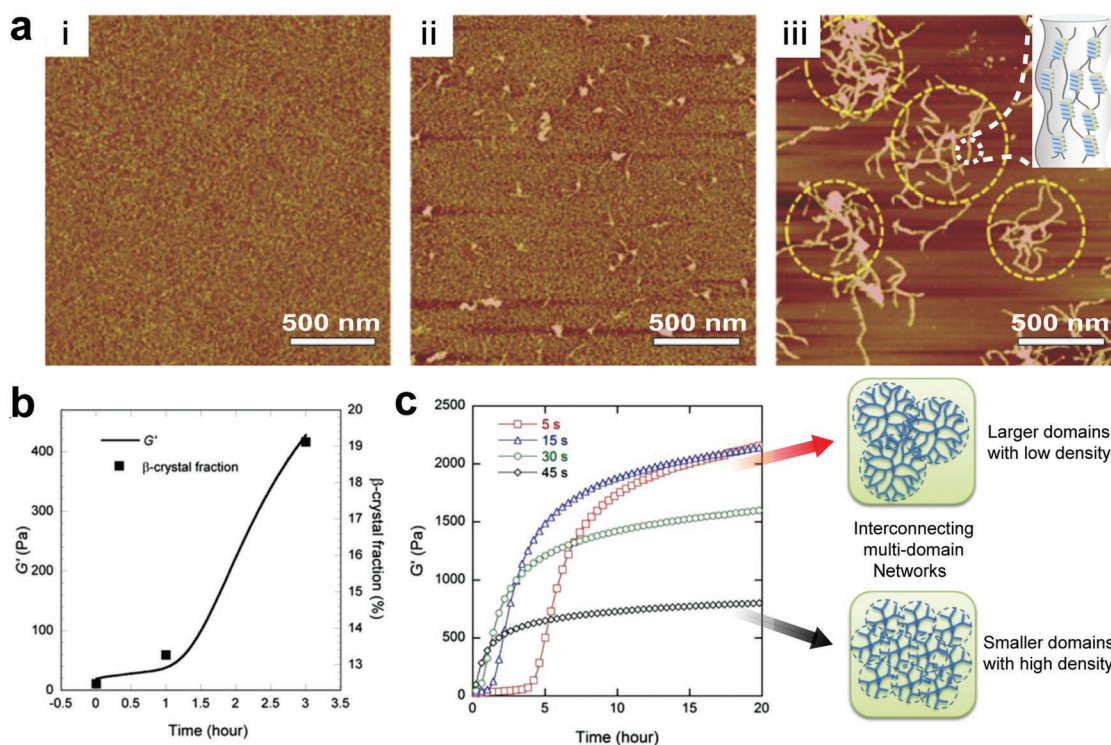 a
i
ii
iii
500 nm
500 nm
500 nm
b
G' (Pa)
400
300
200
100
0
G'
β-crystal fraction
20
19
18
17
16
15
14
13
β-crystal fraction (%)
-0.5 0 0.5 1 1.5 2 2.5 3 3.5
Time (hour)
c
G' (Pa)
2500
2000
1500
1000
500
0
5 s
15 s
30 s
45 s
0 5 10 15 20
Time (hour)
Larger domains
with low density
Interconnecting
multi-domain
Networks
Smaller domains
with high density